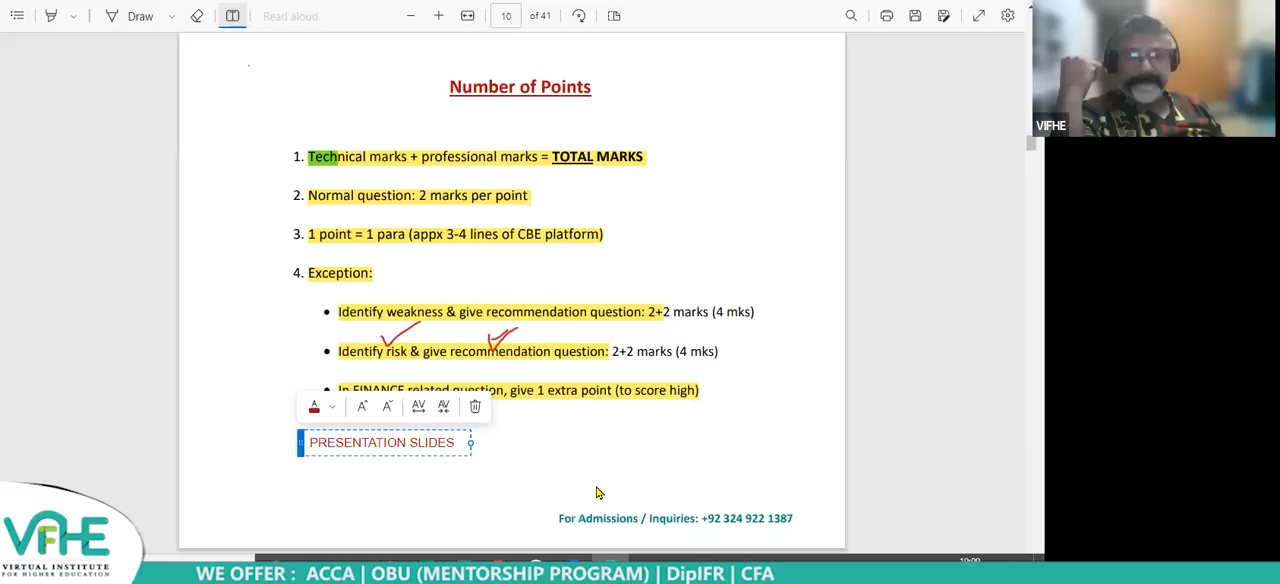 Draw
Read aloud
10
of 41
Number of Points
1. Technical marks + professional marks = TOTAL MARKS
2. Normal question: 2 marks per point
3. 1 point = 1 para (appx 3-4 lines of CBE platform)
4. Exception:
• Identify weakness & give recommendation question: 2+2 marks (4 mks)
• Identify risk & give recommendation question: 2+2 marks (4 mks)
• In FINANCE related question, give 1 extra point (to score high)
PRESENTATION SLIDES
For Admissions / Inquiries: +92 324 922 1387
VIFHE
VIFHE
VIRTUAL INSTITUTE
FOR HIGHER EDUCATION
WE OFFER : ACCA | OBU (MENTORSHIP PROGRAM) | DipIFR | CFA